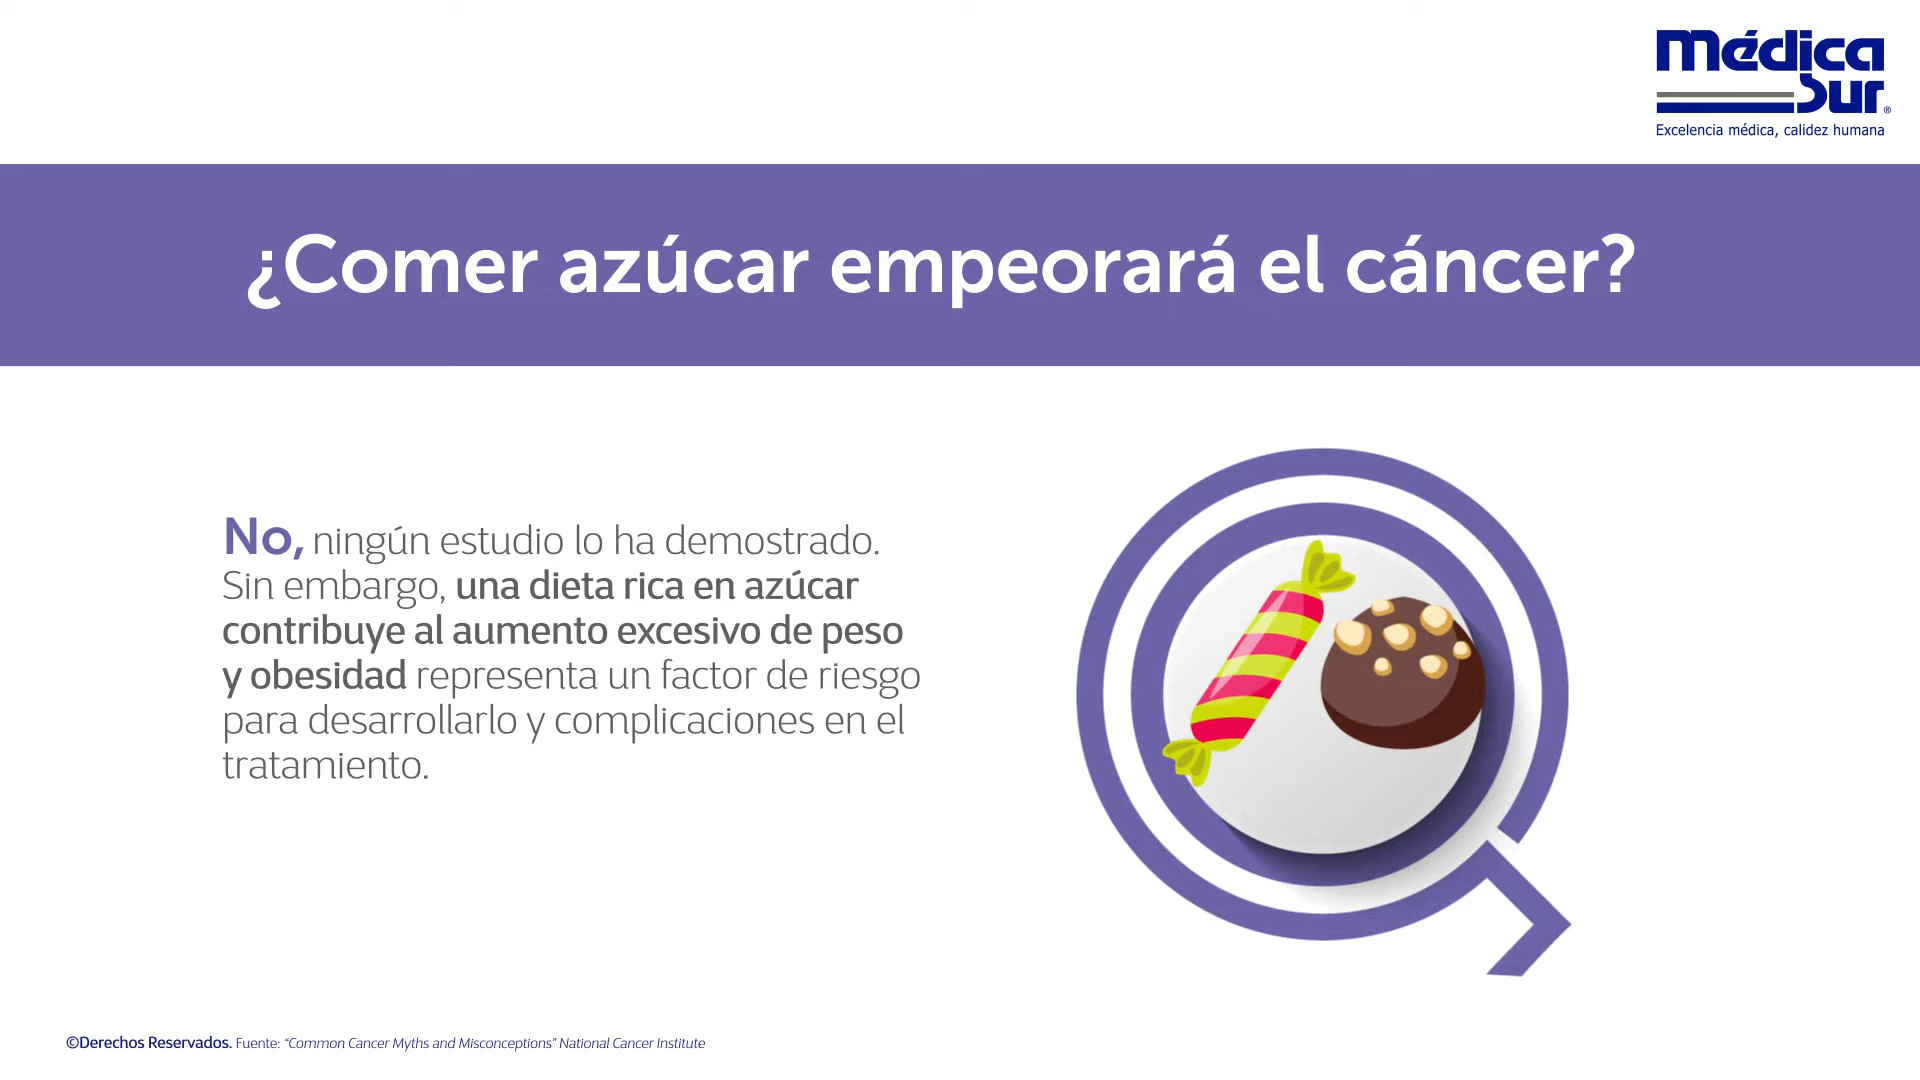 Médica
Sur®
Excelencia médica, calidez humana
¿Comer azúcar empeorará el cáncer?
No, ningún estudio lo ha demostrado.
Sin embargo, una dieta rica en azúcar
contribuye al aumento excesivo de peso
y obesidad representa un factor de riesgo
para desarrollarlo y complicaciones en el
tratamiento.
©Derechos Reservados. Fuente: “Common Cancer Myths and Misconceptions” National Cancer Institute